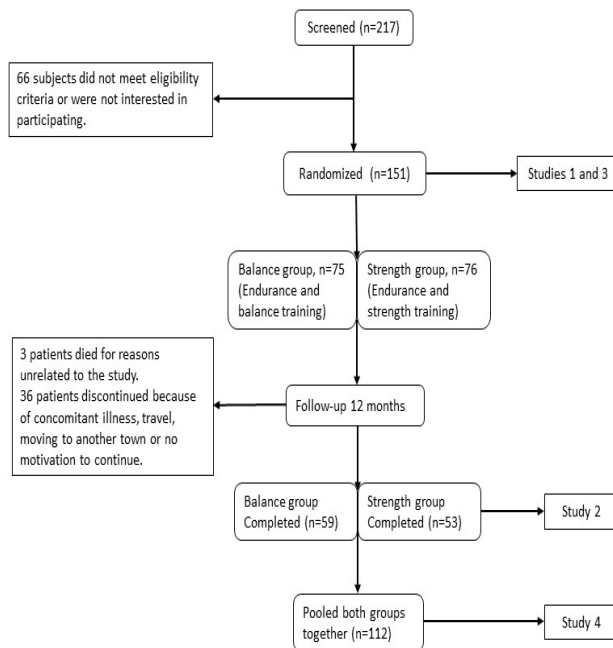 Screened (n=217)
66 subjects did not meet eligibility
criteria or were not interested in
participating.
Randomized (n=151)
Studies 1 and 3
Balance group, n=75
(Endurance and
balance training)
Strength group, n=76
(Endurance and
strength training)
3 patients died for reasons
unrelated to the study.
36 patients discontinued because
of concomitant illness, travel,
moving to another town or no
motivation to continue.
Follow-up 12 months
Balance group
Completed (n=59)
Strength group
Completed (n=53)
Study 2
Pooled both groups
together (n=112)
Study 4